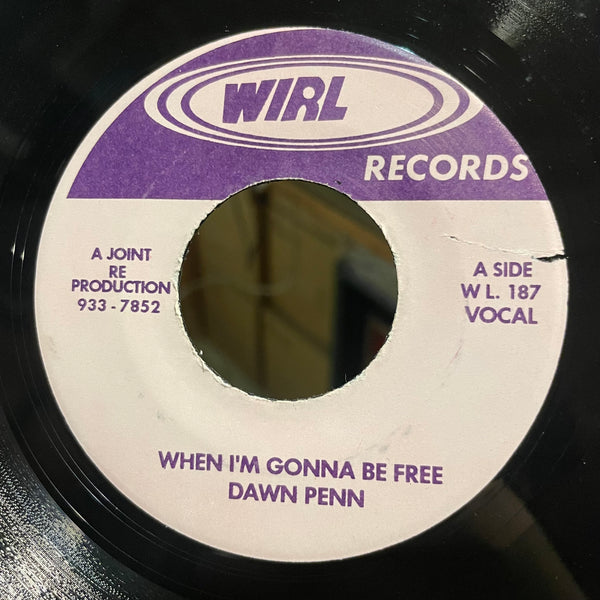 WIRL
RECORDS
A JOINT
RE
PRODUCTION
933 - 7852
A SIDE
W L. 187
VOCAL
WHEN I'M GONNA BE FREE
DAWN PENN